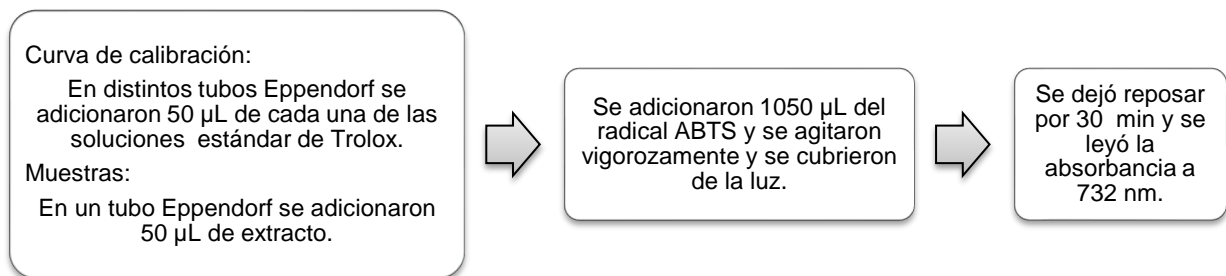 Curva de calibración:
En distintos tubos Eppendorf se
adicionaron 50 µL de cada una de las
soluciones estándar de Trolox.
Muestras:
En un tubo Eppendorf se adicionaron
50 µL de extracto.
Se adicionaron 1050 µL del
radical ABTS y se agitaron
vigorozamente y se cubrieron
de la luz.
Se dejó reposar
por 30 min y se
leyó la
absorbancia a
732 nm.